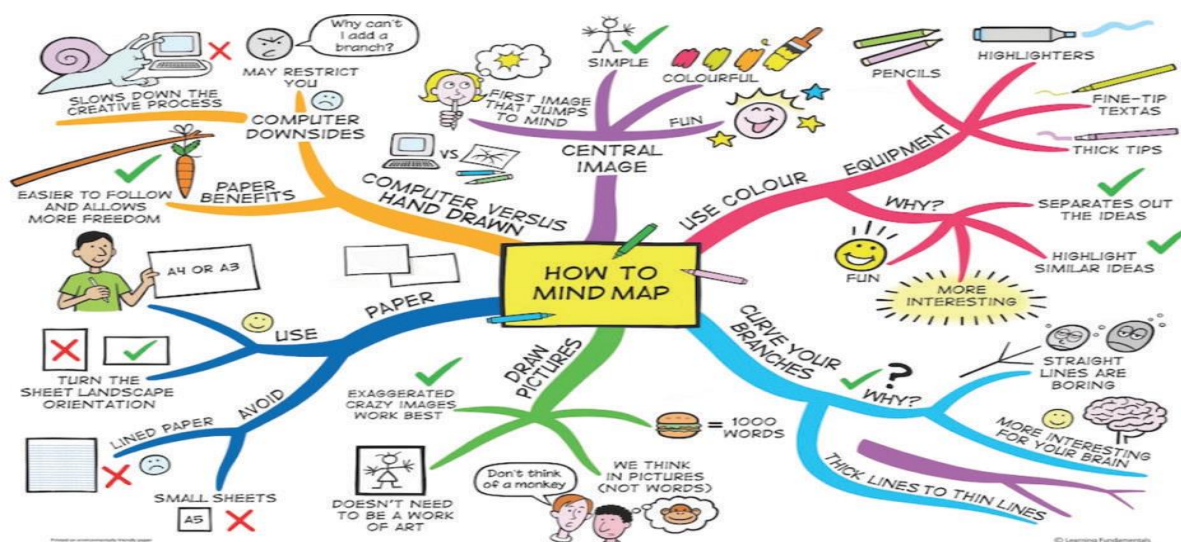 HOW TO
MIND MAP
CENTRAL
IMAGE
FIRST IMAGE
THAT JUMPS
TO MIND
SIMPLE
COLOURFUL
FUN
USE COLOUR
EQUIPMENT
PENCILS
HIGHLIGHTERS
FINE-TIP
TEXTAS
THICK TIPS
WHY?
SEPARATES OUT
THE IDEAS
HIGHLIGHT
SIMILAR IDEAS
MORE
INTERESTING
FUN
CURVE YOUR
BRANCHES
?
WHY?
STRAIGHT
LINES ARE
BORING
MORE INTERESTING
FOR YOUR BRAIN
THICK LINES TO THIN LINES
DRAW
PICTURES
= 1000
WORDS
WE THINK
IN PICTURES
(NOT WORDS)
Don't think
of a monkey
DOESN'T NEED
TO BE A WORK
OF ART
EXAGGERATED
CRAZY IMAGES
WORK BEST
PAPER
USE
A4 OR A3
TURN THE
SHEET LANDSCAPE
ORIENTATION
AVOID
LINED PAPER
SMALL SHEETS
A5
COMPUTER VERSUS
HAND DRAWN
VS
PAPER
BENEFITS
EASIER TO FOLLOW
AND ALLOWS
MORE FREEDOM
COMPUTER
DOWNSIDES
SLOWS DOWN THE
CREATIVE PROCESS
MAY RESTRICT
YOU
Why can't
I add a
branch?
Printed on environmentally friendly paper
© Learning Fundamentals